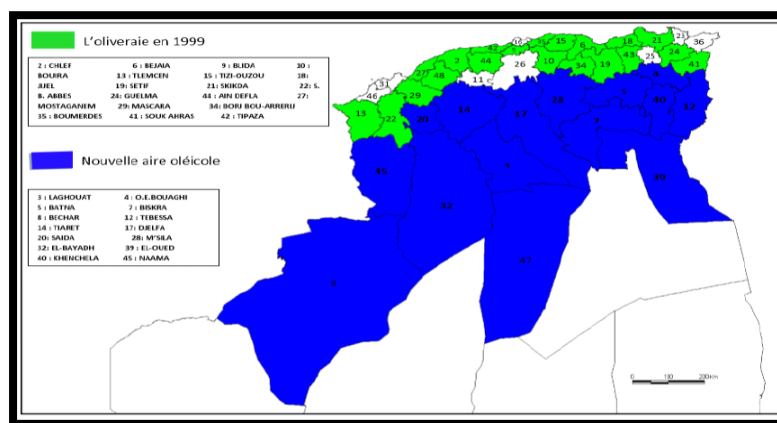 L'oliveraie en 1999
2 : CHLEF 6 : BEJAIA 9 : BLIDA 10 :
BOUIRA 13 : TLEMCEN 15 : TIZI-OUZOU 18:
JIJEL 19: SETIF 21: SKIKDA 22: S.
B. ABBES 24: GUELMA 44 : AIN DEFLA 27:
MOSTAGANEM 29: MASCARA 34: BORJ BOU-ARRERIJ
35 : BOUMERDES 41 : SOUK AHRAS 42 : TIPAZA
Nouvelle aire oléicole
3 : LAGHOUAT 4 : O.E.BOUAGHI
5 : BATNA 7 : BISKRA
8 : BECHAR 12 : TEBESSA
14 : TIARET 17: DJELFA
20: SAIDA 28: M'SILA
32: EL-BAYADH 39 : EL-OUED
40 : KHENCHELA 45 : NAAMA
15 6 18 21 23 36
42 16 35
2 44 10 34 19 43 25 24 41
26 11
27 48 31 46 29
13 22 20 14 17 28 7 40 12
45 39
47
0 100 200 km